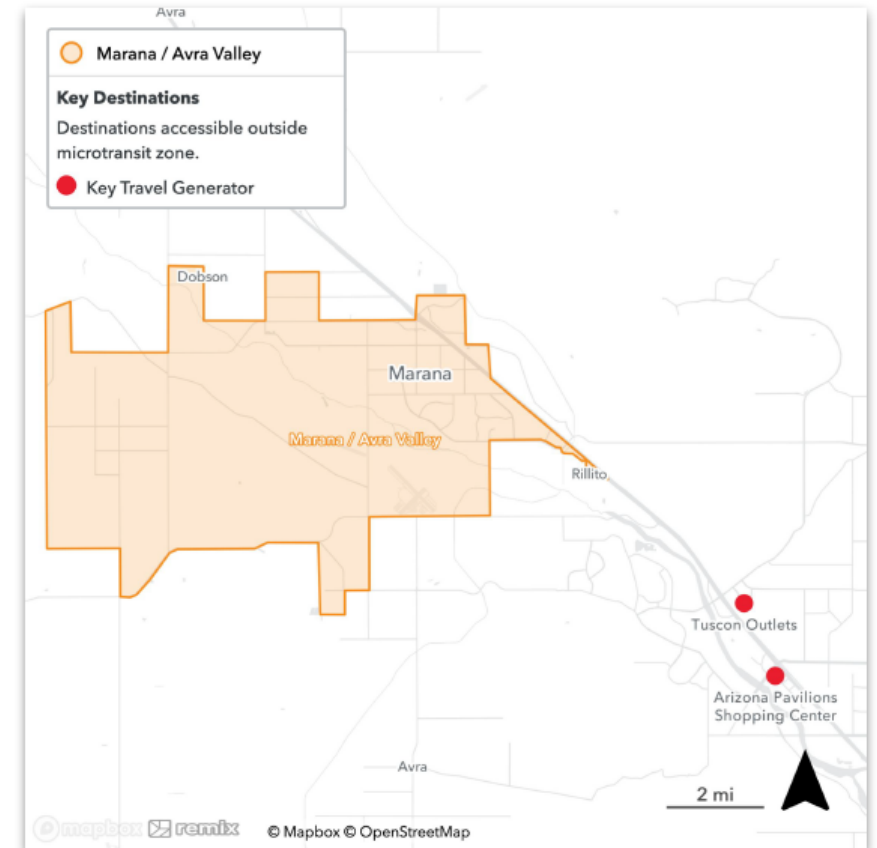 Avra
Marana / Avra Valley
Key Destinations
Destinations accessible outside
microtransit zone.
Key Travel Generator
Dobson
Marana
Marana / Avra Valley
Rillito
Tuscon Outlets
Arizona Pavilions
Shopping Center
Avra
2 mi
mapbox remix © Mapbox © OpenStreetMap